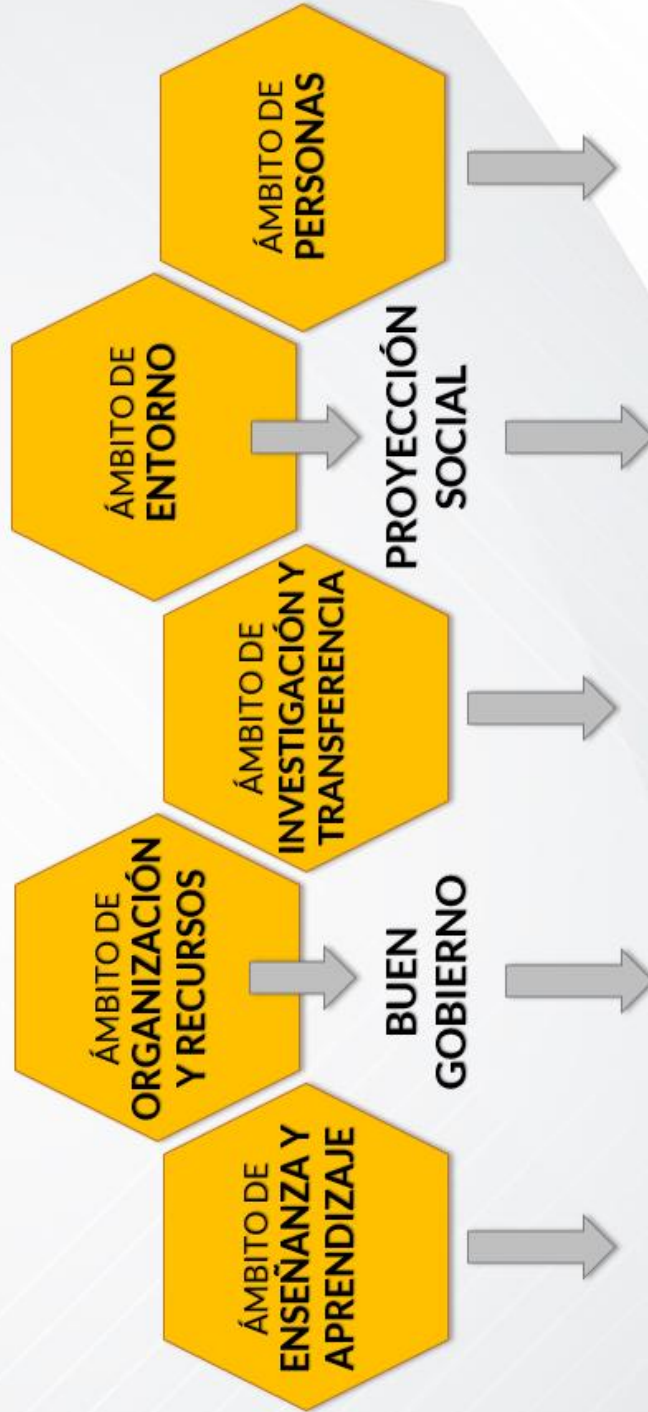 ÁMBITO DE
ENSEÑANZA Y
APRENDIZAJE
ÁMBITO DE
ORGANIZACIÓN
Y RECURSOS
BUEN
GOBIERNO
ÁMBITO DE
INVESTIGACIÓN Y
TRANSFERENCIA
ÁMBITO DE
ENTORNO
PROYECCIÓN
SOCIAL
ÁMBITO DE
PERSONAS